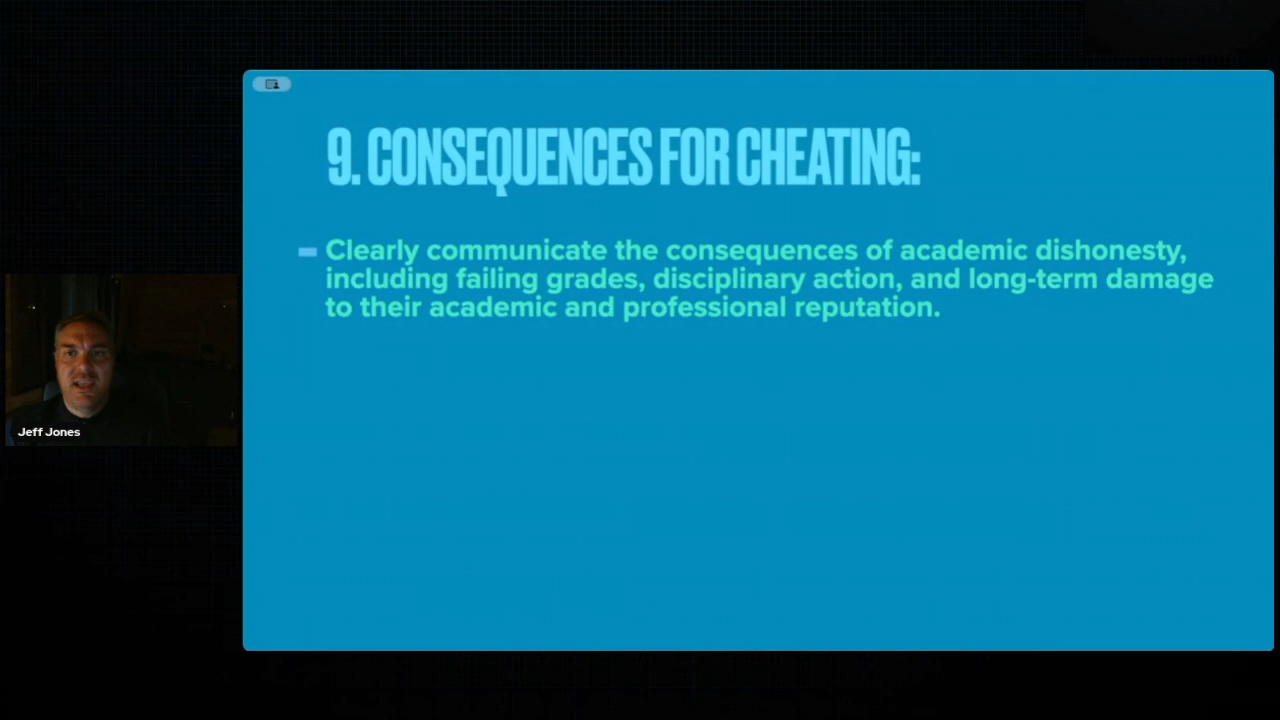 9. CONSEQUENCES FOR CHEATING:
Clearly communicate the consequences of academic dishonesty,
including failing grades, disciplinary action, and long-term damage
to their academic and professional reputation.
Jeff Jones